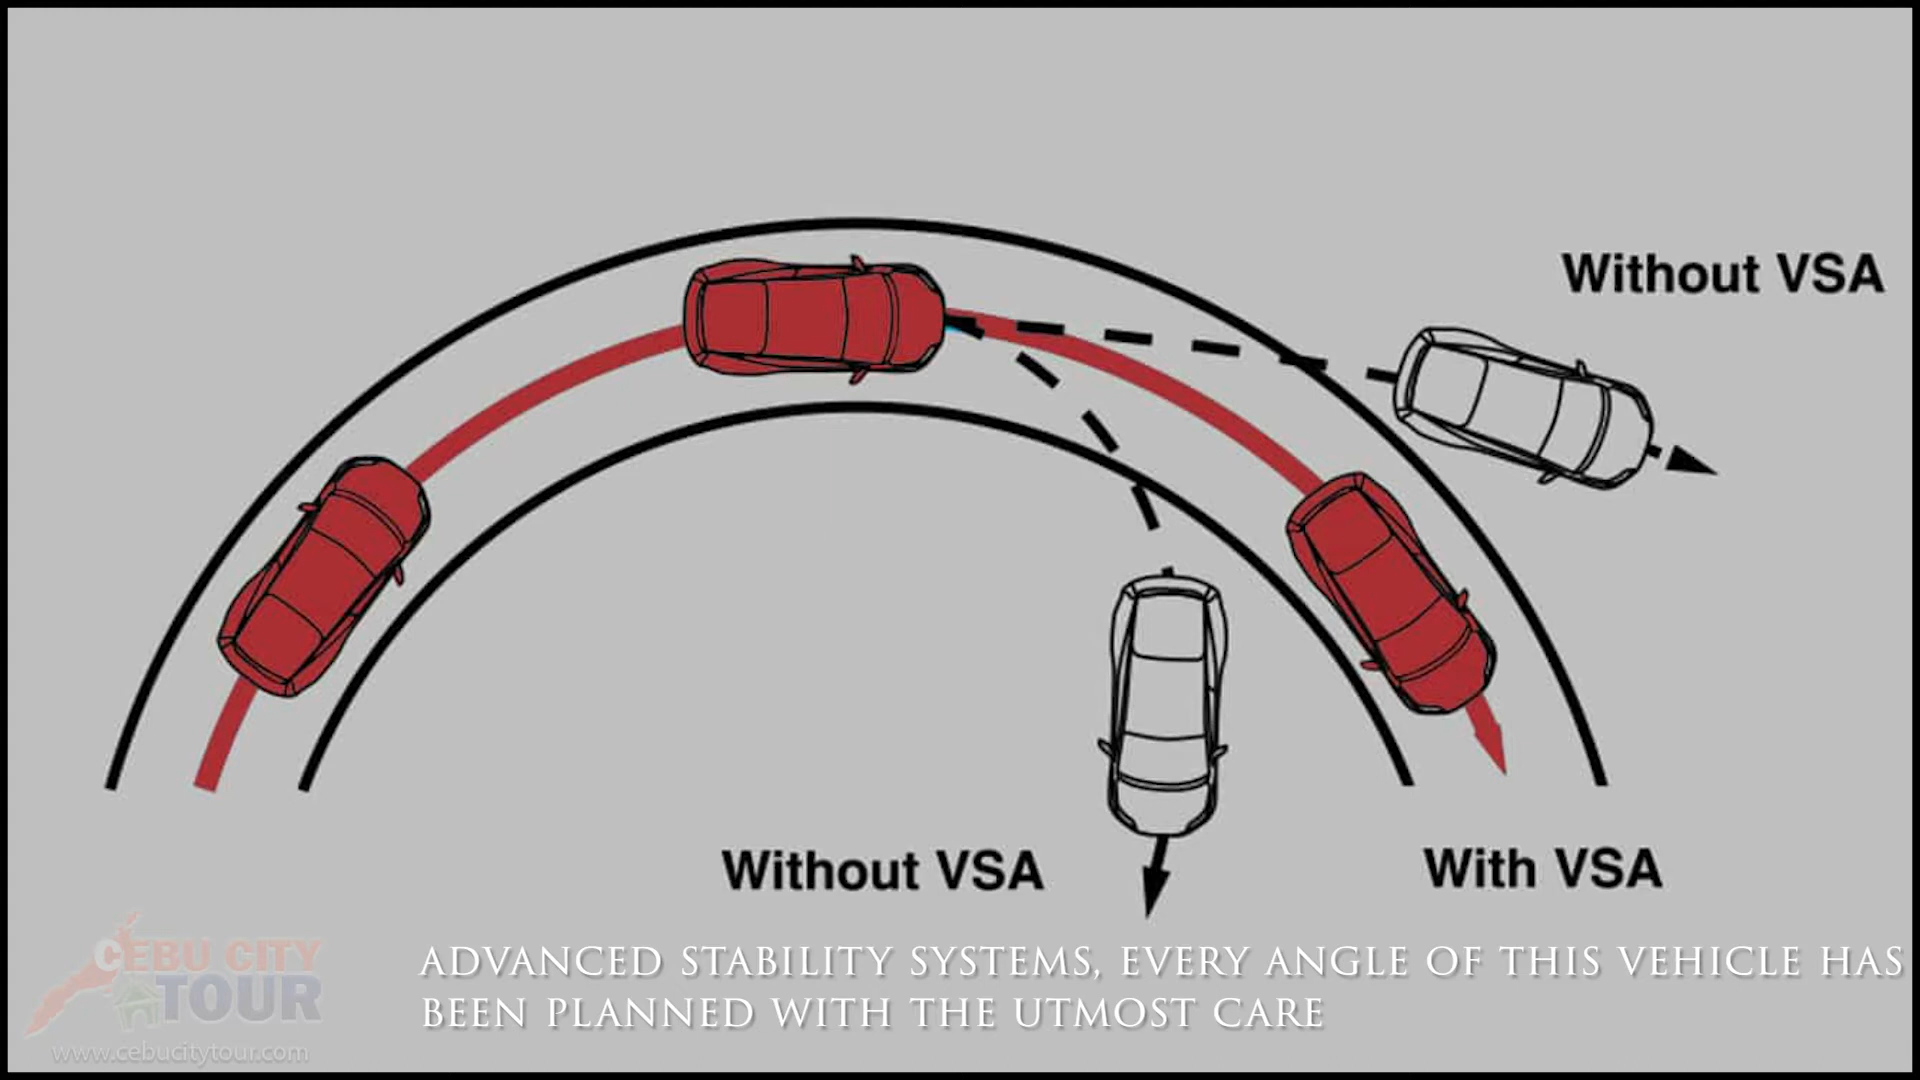 Without VSA
Without VSA
With VSA
ADVANCED STABILITY SYSTEMS, EVERY ANGLE OF THIS VEHICLE HAS
BEEN PLANNED WITH THE UTMOST CARE
CEBU CITY
TOUR
www.cebucitytour.com